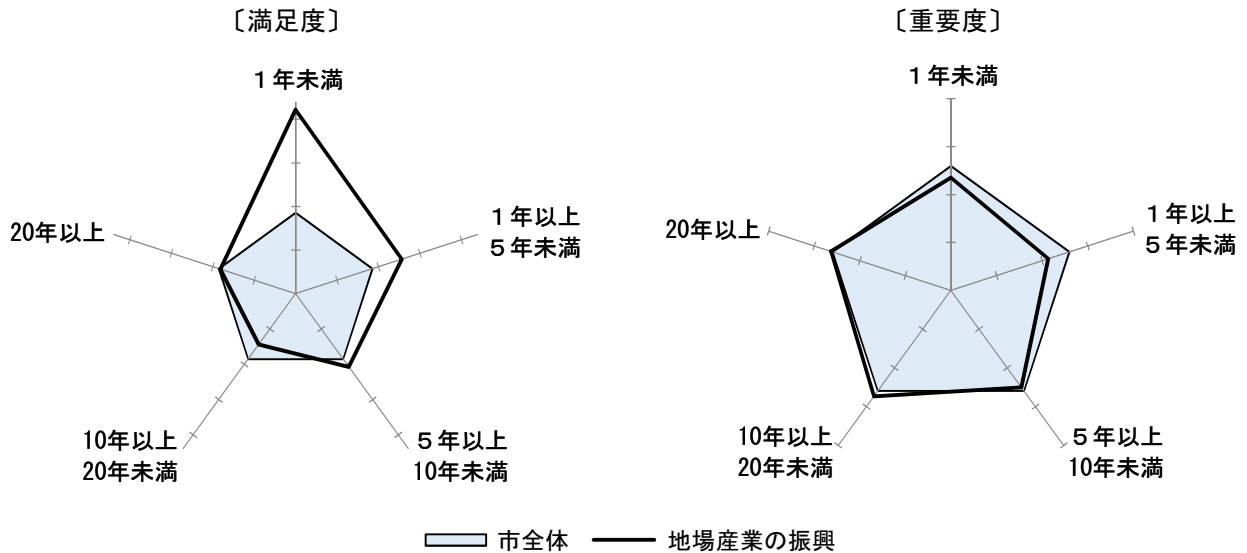 〔満足度〕
１年未満
１年以上
５年未満
５年以上
10年未満
10年以上
20年未満
20年以上
〔重要度〕
１年未満
１年以上
５年未満
５年以上
10年未満
10年以上
20年未満
20年以上
市全体
地場産業の振興